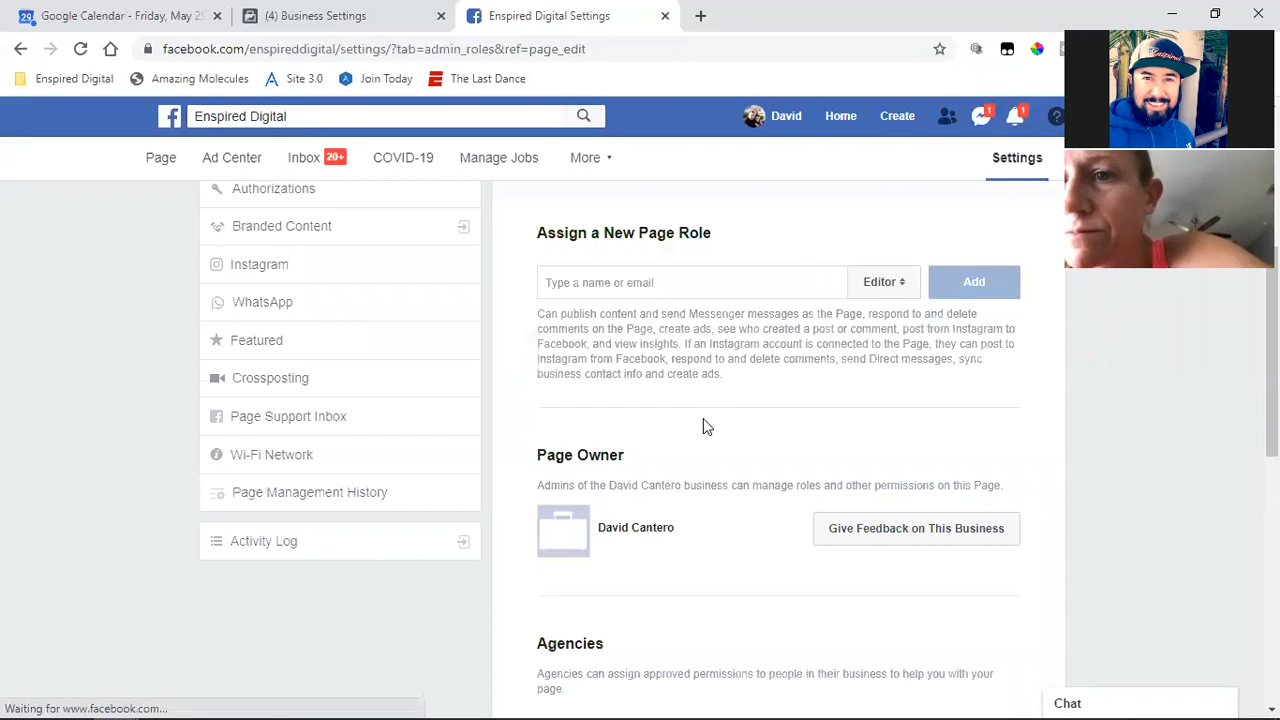 Google Calendar - Friday, May 29
(4) Business Settings
Enspired Digital Settings
facebook.com/enspireddigital/settings/?tab=admin_roles&ref=page_edit
Enspired Digital
Amazing Molecules
Site 3.0
Join Today
The Last Dance
Enspired Digital
David
Home
Create
1
1
Page
Ad Center
Inbox 20+
COVID-19
Manage Jobs
More
Settings
Authorizations
Branded Content
Instagram
WhatsApp
Featured
Crossposting
Page Support Inbox
Wi-Fi Network
Page Management History
Activity Log
Assign a New Page Role
Type a name or email
Editor
Add
Can publish content and send Messenger messages as the Page, respond to and delete
comments on the Page, create ads, see who created a post or comment, post from Instagram to
Facebook, and view insights. If an Instagram account is connected to the Page, they can post to
Instagram from Facebook, respond to and delete comments, send Direct messages, sync
business contact info and create ads.
Page Owner
Admins of the David Cantero business can manage roles and other permissions on this Page.
David Cantero
Give Feedback on This Business
Agencies
Agencies can assign approved permissions to people in their business to help you with your
page.
Waiting for www.facebook.com...
Chat